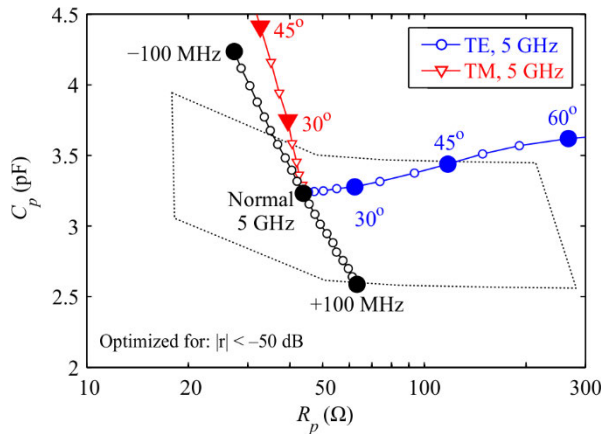 4.5
4
3.5
3
2.5
2
C_p (pF)
−100 MHz
45°
30°
TE, 5 GHz
TM, 5 GHz
60°
45°
30°
Normal
5 GHz
+100 MHz
Optimized for: |r| < −50 dB
10 20 50 100 200 300
R_p (Ω)